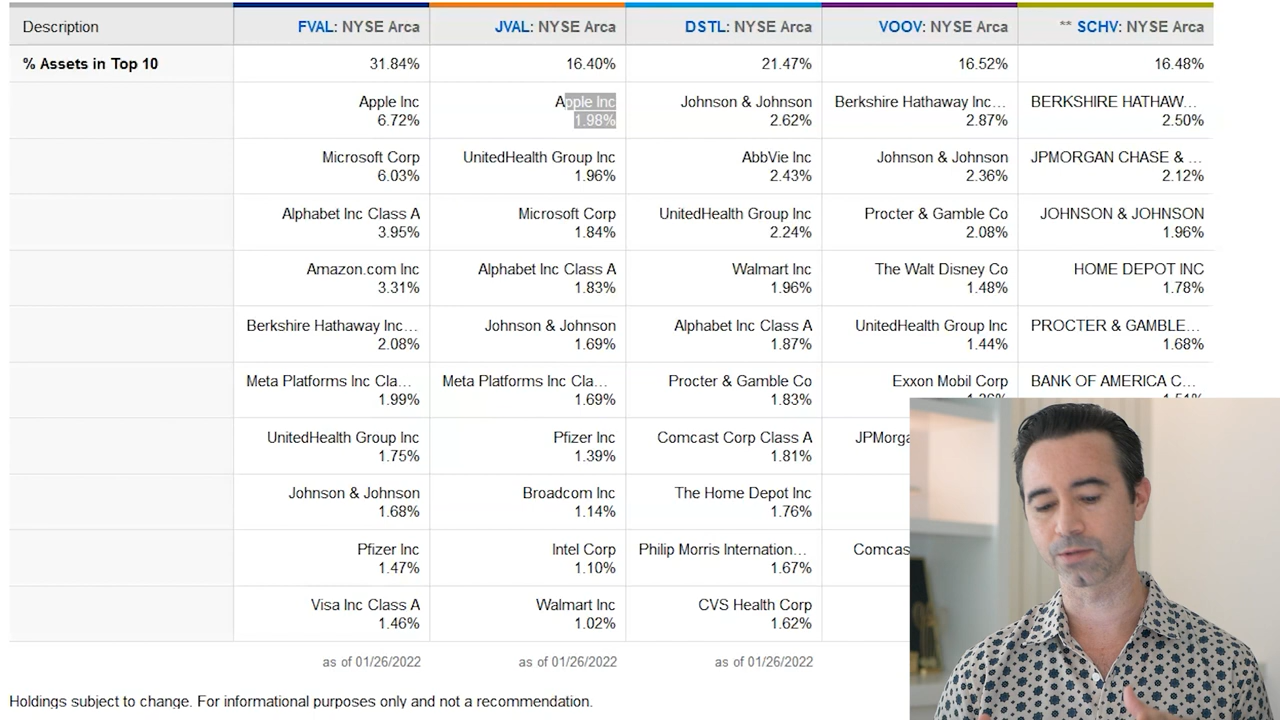 Description FVAL: NYSE Arca JVAL: NYSE Arca DSTL: NYSE Arca VOOV: NYSE Arca ** SCHV: NYSE Arca
% Assets in Top 10 31.84% 16.40% 21.47% 16.52% 16.48%
Apple Inc Apple Inc Johnson & Johnson Berkshire Hathaway Inc... BERKSHIRE HATHAW...
6.72% 1.98% 2.62% 2.87% 2.50%
Microsoft Corp UnitedHealth Group Inc AbbVie Inc Johnson & Johnson JPMORGAN CHASE & ...
6.03% 1.96% 2.43% 2.36% 2.12%
Alphabet Inc Class A Microsoft Corp UnitedHealth Group Inc Procter & Gamble Co JOHNSON & JOHNSON
3.95% 1.84% 2.24% 2.08% 1.96%
Amazon.com Inc Alphabet Inc Class A Walmart Inc The Walt Disney Co HOME DEPOT INC
3.31% 1.83% 1.96% 1.48% 1.78%
Berkshire Hathaway Inc... Johnson & Johnson Alphabet Inc Class A UnitedHealth Group Inc PROCTER & GAMBLE...
2.08% 1.69% 1.87% 1.44% 1.68%
Meta Platforms Inc Cla... Meta Platforms Inc Cla... Procter & Gamble Co Exxon Mobil Corp BANK OF AMERICA C...
1.99% 1.69% 1.83%
UnitedHealth Group Inc Pfizer Inc Comcast Corp Class A JPMorga
1.75% 1.39% 1.81%
Johnson & Johnson Broadcom Inc The Home Depot Inc
1.68% 1.14% 1.76%
Pfizer Inc Intel Corp Philip Morris Internation... Comcas
1.47% 1.10% 1.67%
Visa Inc Class A Walmart Inc CVS Health Corp
1.46% 1.02% 1.62%
as of 01/26/2022 as of 01/26/2022 as of 01/26/2022
Holdings subject to change. For informational purposes only and not a recommendation.